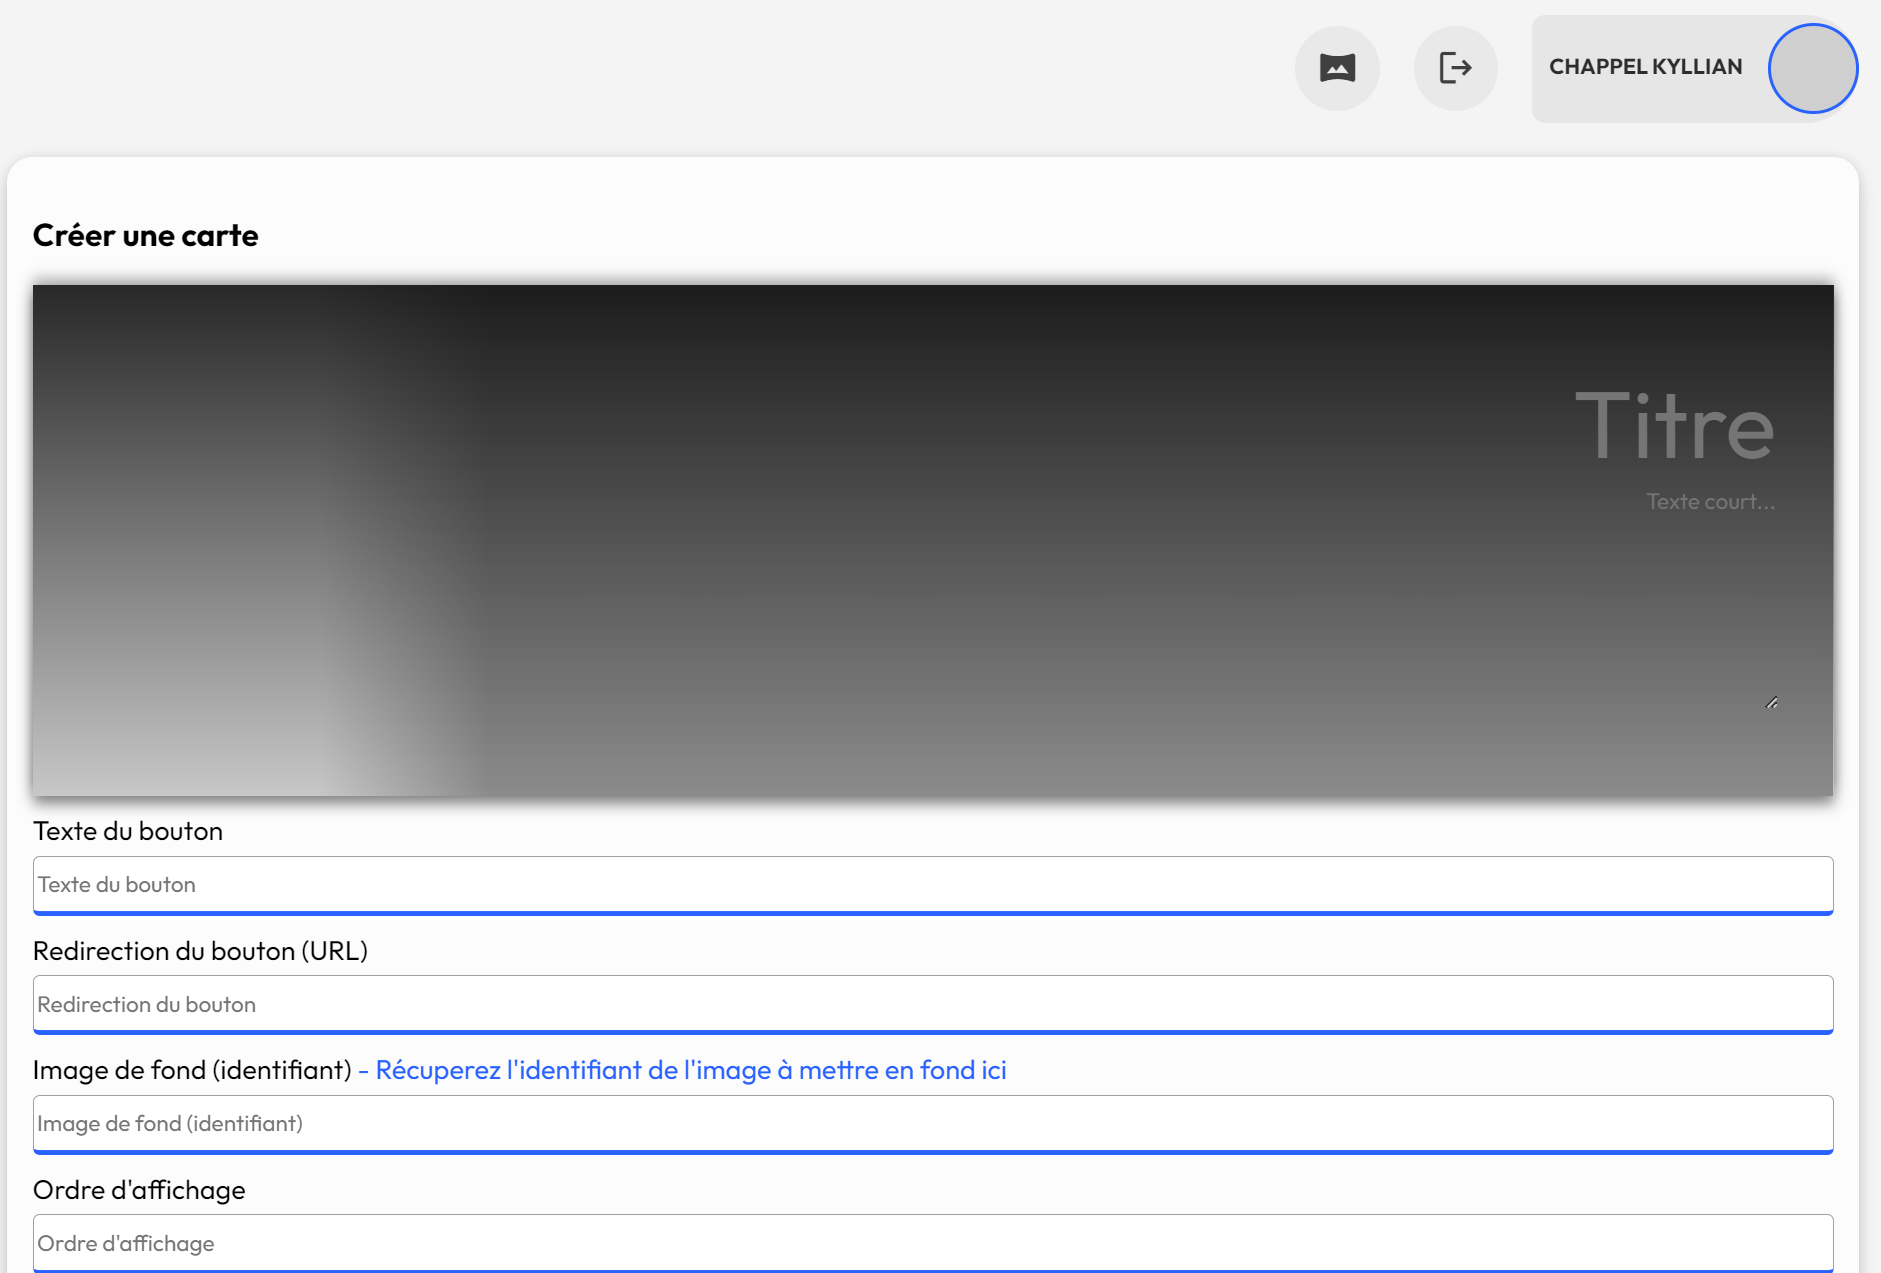 CHAPPEL KYLLIAN
Créer une carte
Titre
Texte court...
Texte du bouton
Texte du bouton
Redirection du bouton (URL)
Redirection du bouton
Image de fond (identifiant) - Récuperez l'identifiant de l'image à mettre en fond ici
Image de fond (identifiant)
Ordre d'affichage
Ordre d'affichage